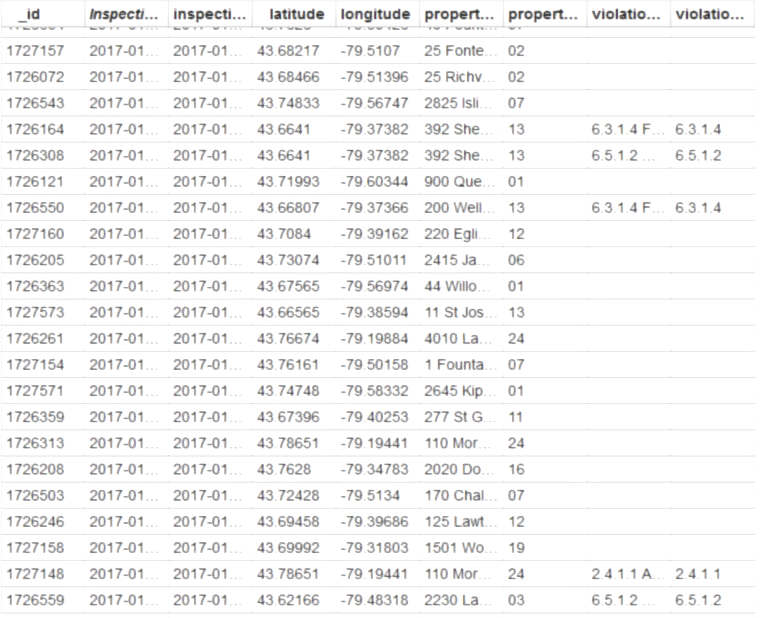 _id Inspecti... inspecti... latitude longitude propert... propert... violatio... violatio...
1727157 2017-01... 2017-01... 43.68217 -79.5107 25 Fonte... 02
1726072 2017-01... 2017-01... 43.68466 -79.51396 25 Richv... 02
1726543 2017-01... 2017-01... 43.74833 -79.56747 2825 Isli... 07
1726164 2017-01... 2017-01... 43.6641 -79.37382 392 She... 13 6.3.1.4 F... 6.3.1.4
1726308 2017-01... 2017-01... 43.6641 -79.37382 392 She... 13 6.5.1.2 ... 6.5.1.2
1726121 2017-01... 2017-01... 43.71993 -79.60344 900 Que... 01
1726550 2017-01... 2017-01... 43.66807 -79.37366 200 Well... 13 6.3.1.4 F... 6.3.1.4
1727160 2017-01... 2017-01... 43.7084 -79.39162 220 Egli... 12
1726205 2017-01... 2017-01... 43.73074 -79.51011 2415 Ja... 06
1726363 2017-01... 2017-01... 43.67565 -79.56974 44 Willo... 01
1727573 2017-01... 2017-01... 43.66565 -79.38594 11 St Jos... 13
1726261 2017-01... 2017-01... 43.76674 -79.19884 4010 La... 24
1727154 2017-01... 2017-01... 43.76161 -79.50158 1 Founta... 07
1727571 2017-01... 2017-01... 43.74748 -79.58332 2645 Kip... 01
1726359 2017-01... 2017-01... 43.67396 -79.40253 277 St G... 11
1726313 2017-01... 2017-01... 43.78651 -79.19441 110 Mor... 24
1726208 2017-01... 2017-01... 43.7628 -79.34783 2020 Do... 16
1726503 2017-01... 2017-01... 43.72428 -79.5134 170 Chal... 07
1726246 2017-01... 2017-01... 43.69458 -79.39686 125 Lawt... 12
1727158 2017-01... 2017-01... 43.69992 -79.31803 1501 Wo... 19
1727148 2017-01... 2017-01... 43.78651 -79.19441 110 Mor... 24 2.4.1.1 A... 2.4.1.1
1726559 2017-01... 2017-01... 43.62166 -79.48318 2230 La... 03 6.5.1.2 ... 6.5.1.2